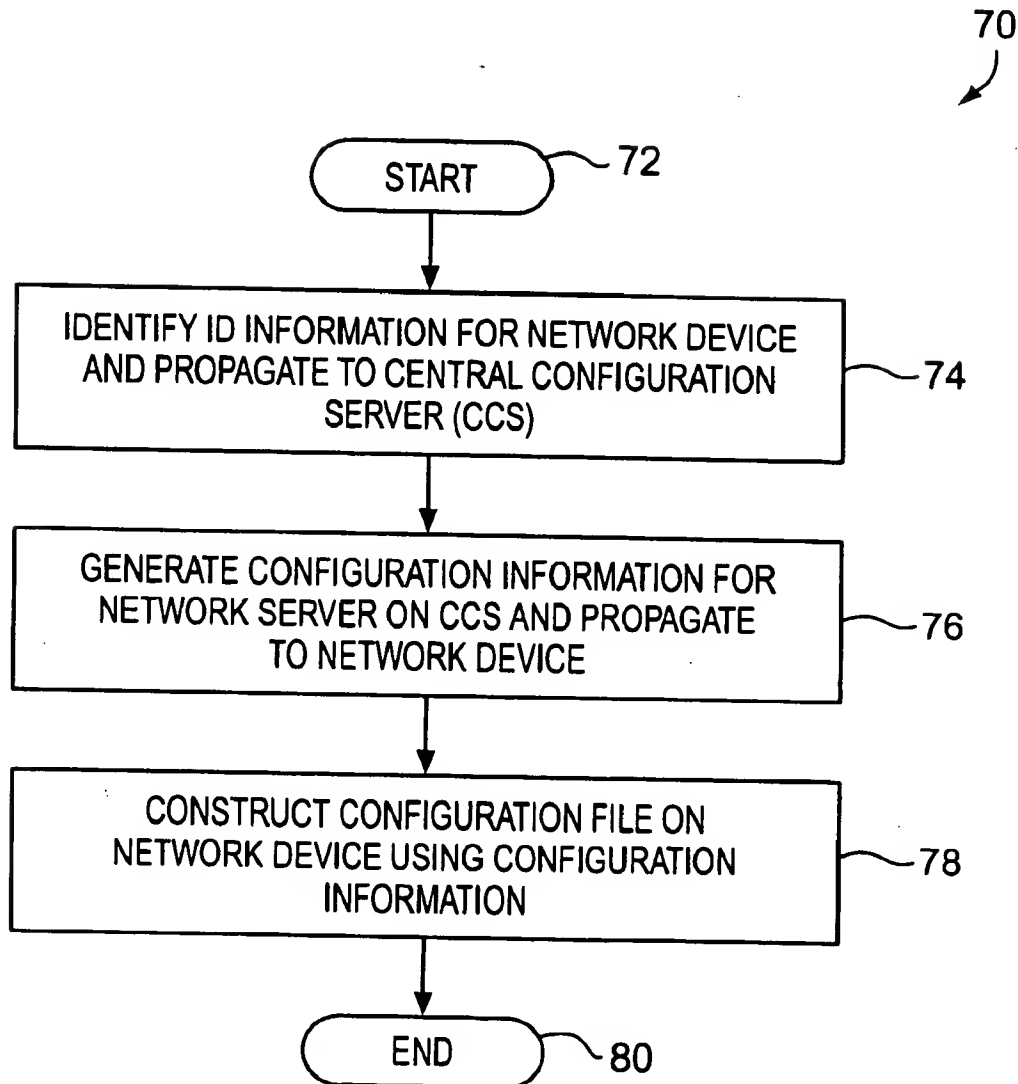 70
START
72
IDENTIFY ID INFORMATION FOR NETWORK DEVICE
AND PROPAGATE TO CENTRAL CONFIGURATION
SERVER (CCS)
74
GENERATE CONFIGURATION INFORMATION FOR
NETWORK SERVER ON CCS AND PROPAGATE
TO NETWORK DEVICE
76
CONSTRUCT CONFIGURATION FILE ON
NETWORK DEVICE USING CONFIGURATION
INFORMATION
78
END
80